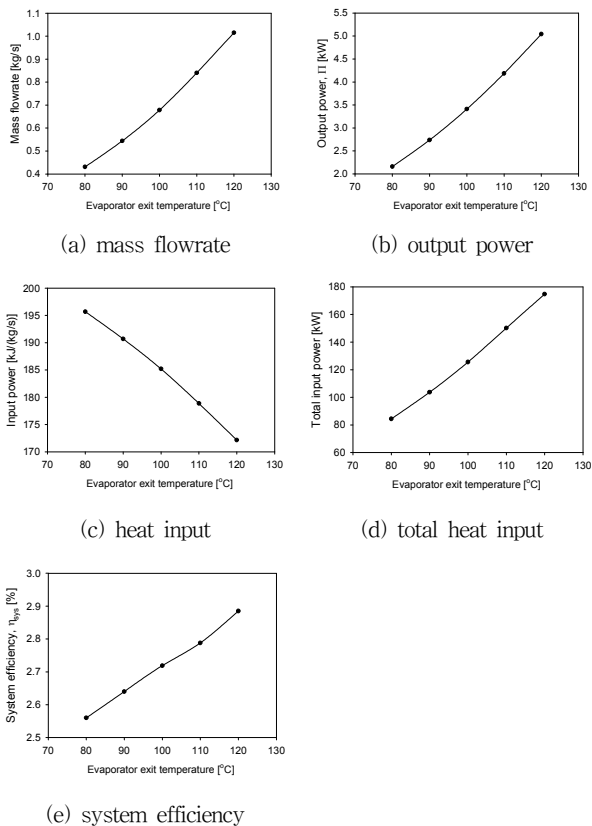 1.1
1.0
0.9
0.8
0.7
0.6
0.5
0.4
Mass flowrate [kg/s]
70 80 90 100 110 120 130
Evaporator exit temperature [°C]
(a) mass flowrate
5.5
5.0
4.5
4.0
3.5
3.0
2.5
2.0
Output power, Π [kW]
70 80 90 100 110 120 130
Evaporator exit temperature [°C]
(b) output power
200
195
190
185
180
175
170
Input power [kJ/(kg/s)]
70 80 90 100 110 120 130
Evaporator exit temperature [°C]
(c) heat input
180
160
140
120
100
80
60
Total input power [kW]
70 80 90 100 110 120 130
Evaporator exit temperature [°C]
(d) total heat input
3.0
2.9
2.8
2.7
2.6
2.5
System efficiency, ηsys [%]
70 80 90 100 110 120 130
Evaporator exit temperature [°C]
(e) system efficiency